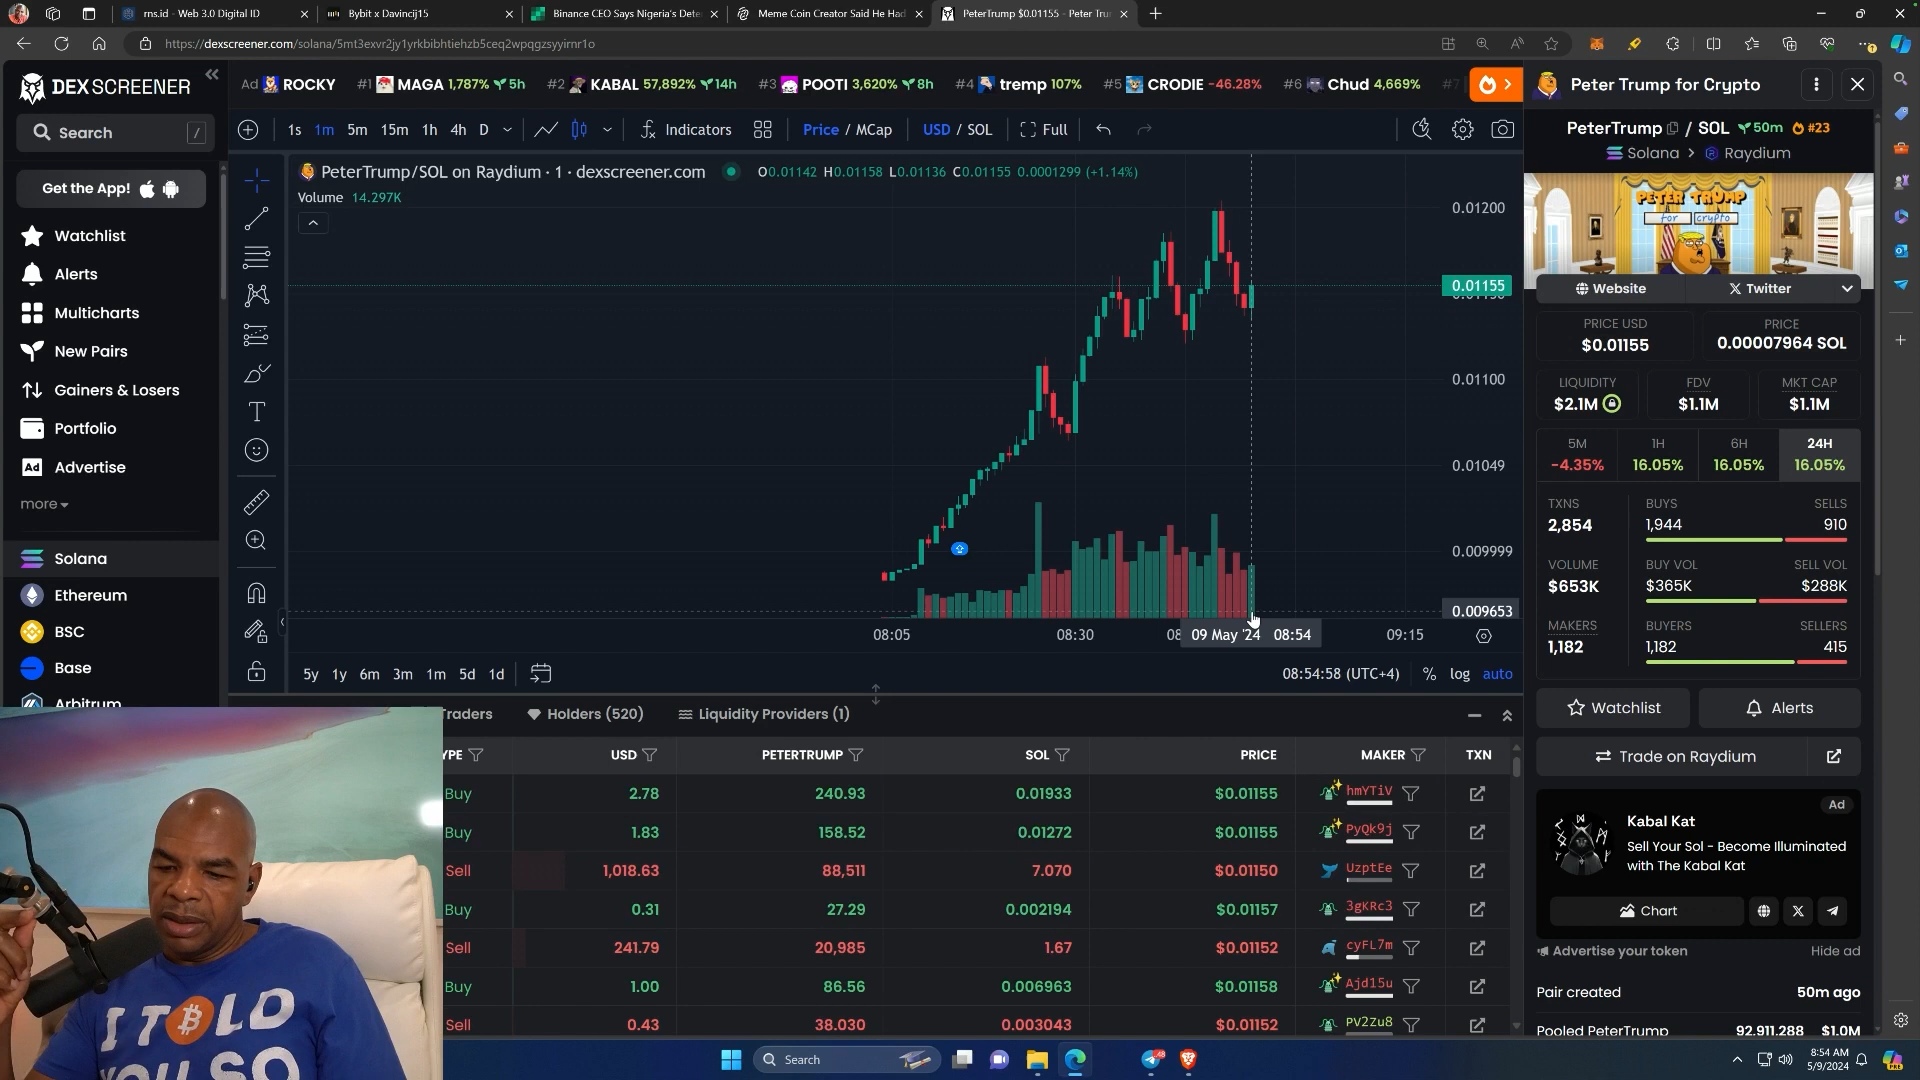 rns.id - Web 3.0 Digital ID
Bybit x Davincij15
Binance CEO Says Nigeria's Dete
Meme Coin Creator Said He Had
PeterTrump $0.01155 - Peter Tru
https://dexscreener.com/solana/5mt3exvr2jy1yrkbibhtiehzb5ceq2wpqgzsyyirnr1o
DEX SCREENER
Ad ROCKY #1 MAGA 1,787% 5h #2 KABAL 57,892% 14h #3 POOTI 3,620% 8h #4 tremp 107% #5 CRODIE -46.28% #6 Chud 4,669% #7
Search /
Get the App!
Watchlist
Alerts
Multicharts
New Pairs
Gainers & Losers
Portfolio
Ad Advertise
more
Solana
Ethereum
BSC
Base
Arbitrum
1s 1m 5m 15m 1h 4h D Indicators Price / MCap USD / SOL Full
PeterTrump/SOL on Raydium · 1 · dexscreener.com O0.01142 H0.01158 L0.01136 C0.01155 0.0001299 (+1.14%)
Volume 14.297K
0.01200
0.01155
0.01100
0.01049
0.009999
0.009653
08:05 08:30 08 09 May '24 08:54 09:15
5y 1y 6m 3m 1m 5d 1d 08:54:58 (UTC+4) % log auto
Traders Holders (520) Liquidity Providers (1)
YPE USD PETERTRUMP SOL PRICE MAKER TXN
Buy 2.78 240.93 0.01933 $0.01155 hmYTiV
Buy 1.83 158.52 0.01272 $0.01155 PyQk9j
Sell 1,018.63 88,511 7.070 $0.01150 UzptEe
Buy 0.31 27.29 0.002194 $0.01157 3gKRc3
Sell 241.79 20,985 1.67 $0.01152 cyFL7m
Buy 1.00 86.56 0.006963 $0.01158 Ajd15u
Sell 0.43 38.030 0.003043 $0.01152 PV2Zu8
Peter Trump for Crypto
PeterTrump / SOL 50m #23
Solana > Raydium
PETER TRUMP
for crypto
Website Twitter
PRICE USD PRICE
$0.01155 0.00007964 SOL
LIQUIDITY FDV MKT CAP
$2.1M $1.1M $1.1M
5M 1H 6H 24H
-4.35% 16.05% 16.05% 16.05%
TXNS BUYS SELLS
2,854 1,944 910
VOLUME BUY VOL SELL VOL
$653K $365K $288K
MAKERS BUYERS SELLERS
1,182 1,182 415
Watchlist Alerts
Trade on Raydium
Ad
Kabal Kat
Sell Your Sol - Become Illuminated
with The Kabal Kat
Chart
Advertise your token Hide ad
Pair created 50m ago
Pooled PeterTrump 92,911,288 $1.0M
I TOLD
YOU SO
Search
8:54 AM
5/9/2024